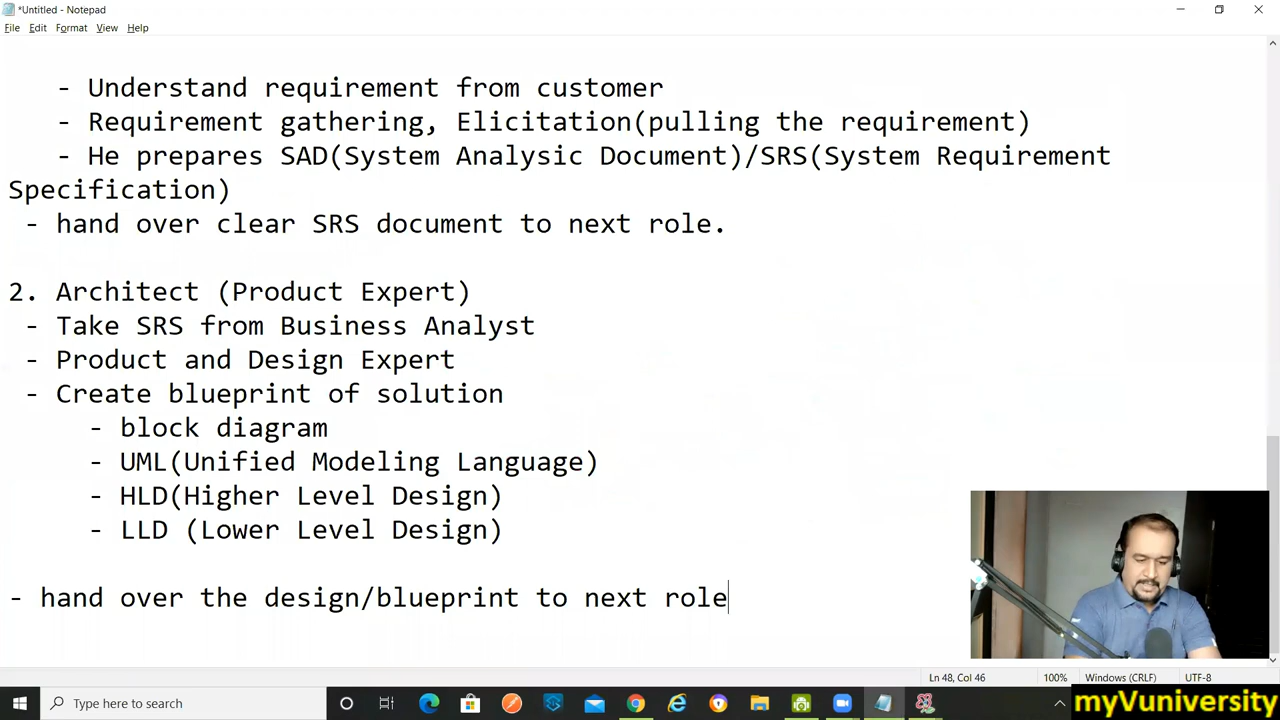 *Untitled - Notepad
File Edit Format View Help
- Understand requirement from customer
- Requirement gathering, Elicitation(pulling the requirement)
- He prepares SAD(System Analysic Document)/SRS(System Requirement
Specification)
- hand over clear SRS document to next role.
2. Architect (Product Expert)
- Take SRS from Business Analyst
- Product and Design Expert
- Create blueprint of solution
- block diagram
- UML(Unified Modeling Language)
- HLD(Higher Level Design)
- LLD (Lower Level Design)
- hand over the design/blueprint to next role
Ln 48, Col 46 100% Windows (CRLF) UTF-8
Type here to search
myVuniversity